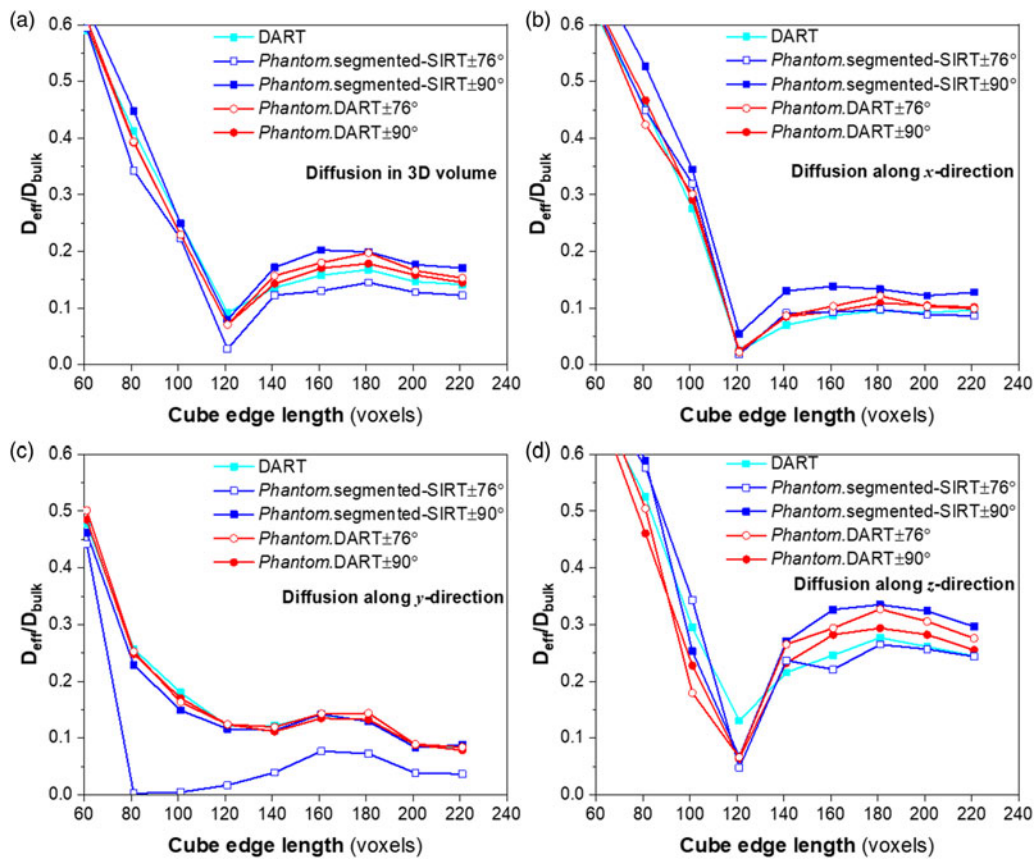 (a)
0.6
0.5
0.4
0.3
0.2
0.1
0.0
D_eff/D_bulk
DART
Phantom.segmented-SIRT±76°
Phantom.segmented-SIRT±90°
Phantom.DART±76°
Phantom.DART±90°
Diffusion in 3D volume
60 80 100 120 140 160 180 200 220 240
Cube edge length (voxels)
(b)
0.6
0.5
0.4
0.3
0.2
0.1
0.0
D_eff/D_bulk
DART
Phantom.segmented-SIRT±76°
Phantom.segmented-SIRT±90°
Phantom.DART±76°
Phantom.DART±90°
Diffusion along x-direction
60 80 100 120 140 160 180 200 220 240
Cube edge length (voxels)
(c)
0.6
0.5
0.4
0.3
0.2
0.1
0.0
D_eff/D_bulk
DART
Phantom.segmented-SIRT±76°
Phantom.segmented-SIRT±90°
Phantom.DART±76°
Phantom.DART±90°
Diffusion along y-direction
60 80 100 120 140 160 180 200 220 240
Cube edge length (voxels)
(d)
0.6
0.5
0.4
0.3
0.2
0.1
0.0
D_eff/D_bulk
DART
Phantom.segmented-SIRT±76°
Phantom.segmented-SIRT±90°
Phantom.DART±76°
Phantom.DART±90°
Diffusion along z-direction
60 80 100 120 140 160 180 200 220 240
Cube edge length (voxels)